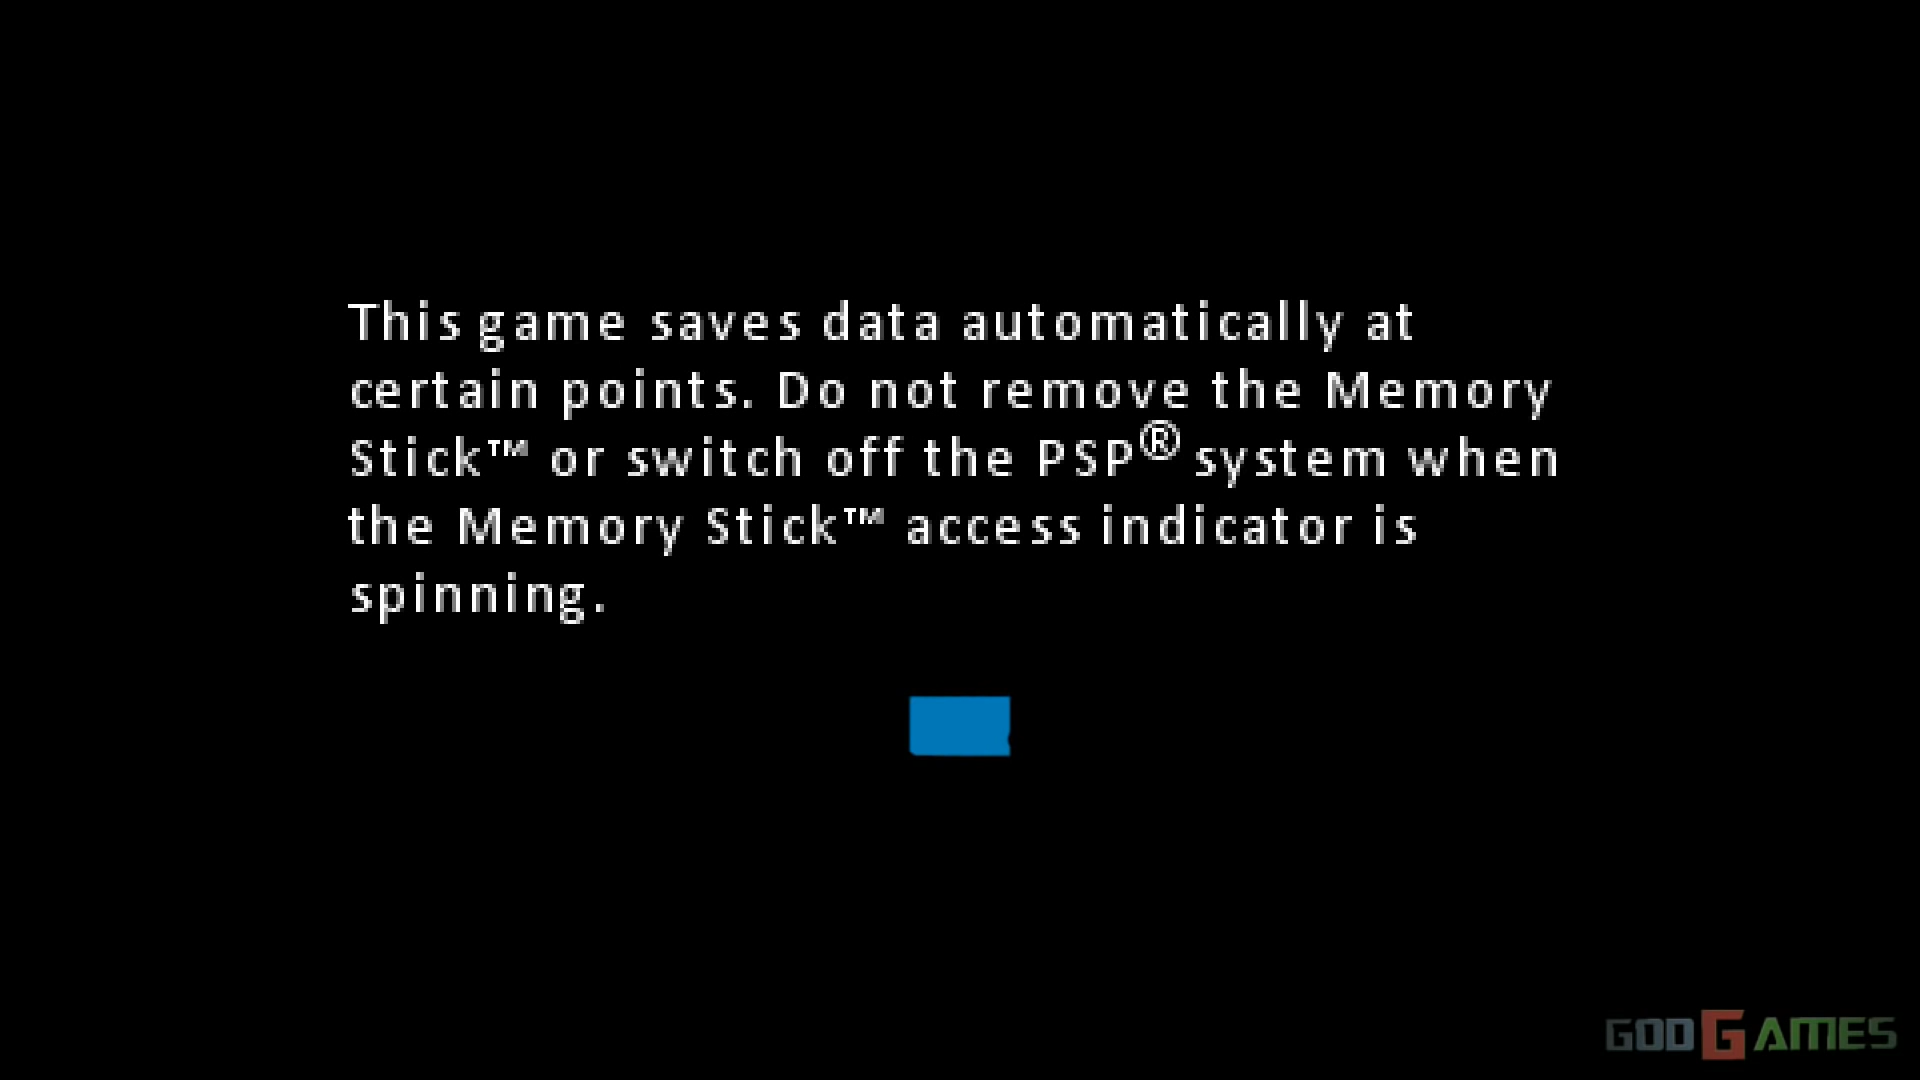 This game saves data automatically at
certain points. Do not remove the Memory
Stick™ or switch off the PSP® system when
the Memory Stick™ access indicator is
spinning.
GODGAMES